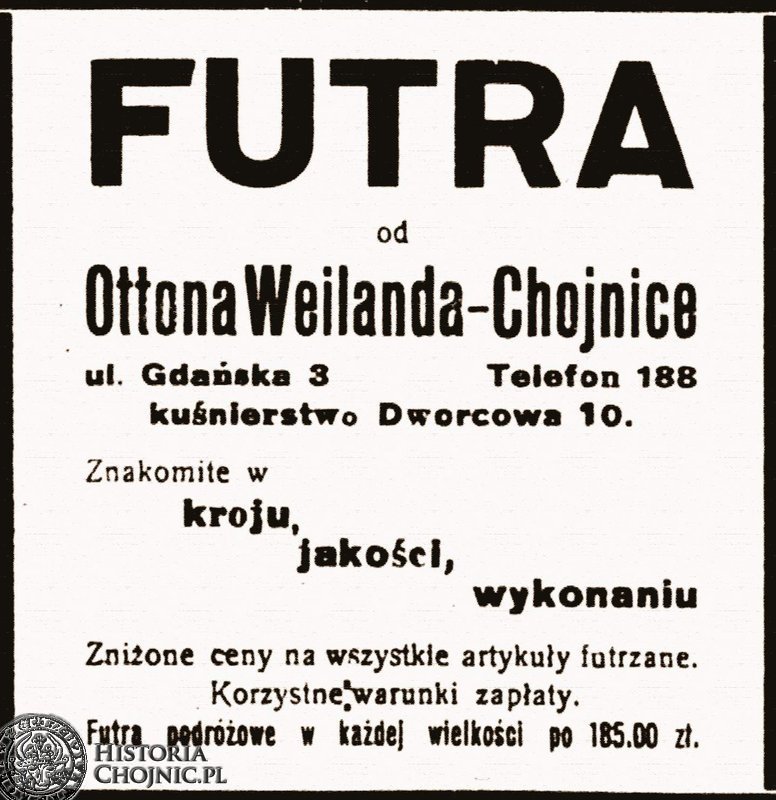 FUTRA
od
Ottona Weilanda-Chojnice
ul. Gdańska 3 Telefon 188
kuśnierstwo Dworcowa 10.
Znakomite w
kroju,
jakości,
wykonaniu
Zniżone ceny na wszystkie artykuły futrzane.
Korzystne warunki zapłaty.
Futra podróżowe w każdej wielkości po 185.00 zł.
HISTORIA
CHOJNIC.PL